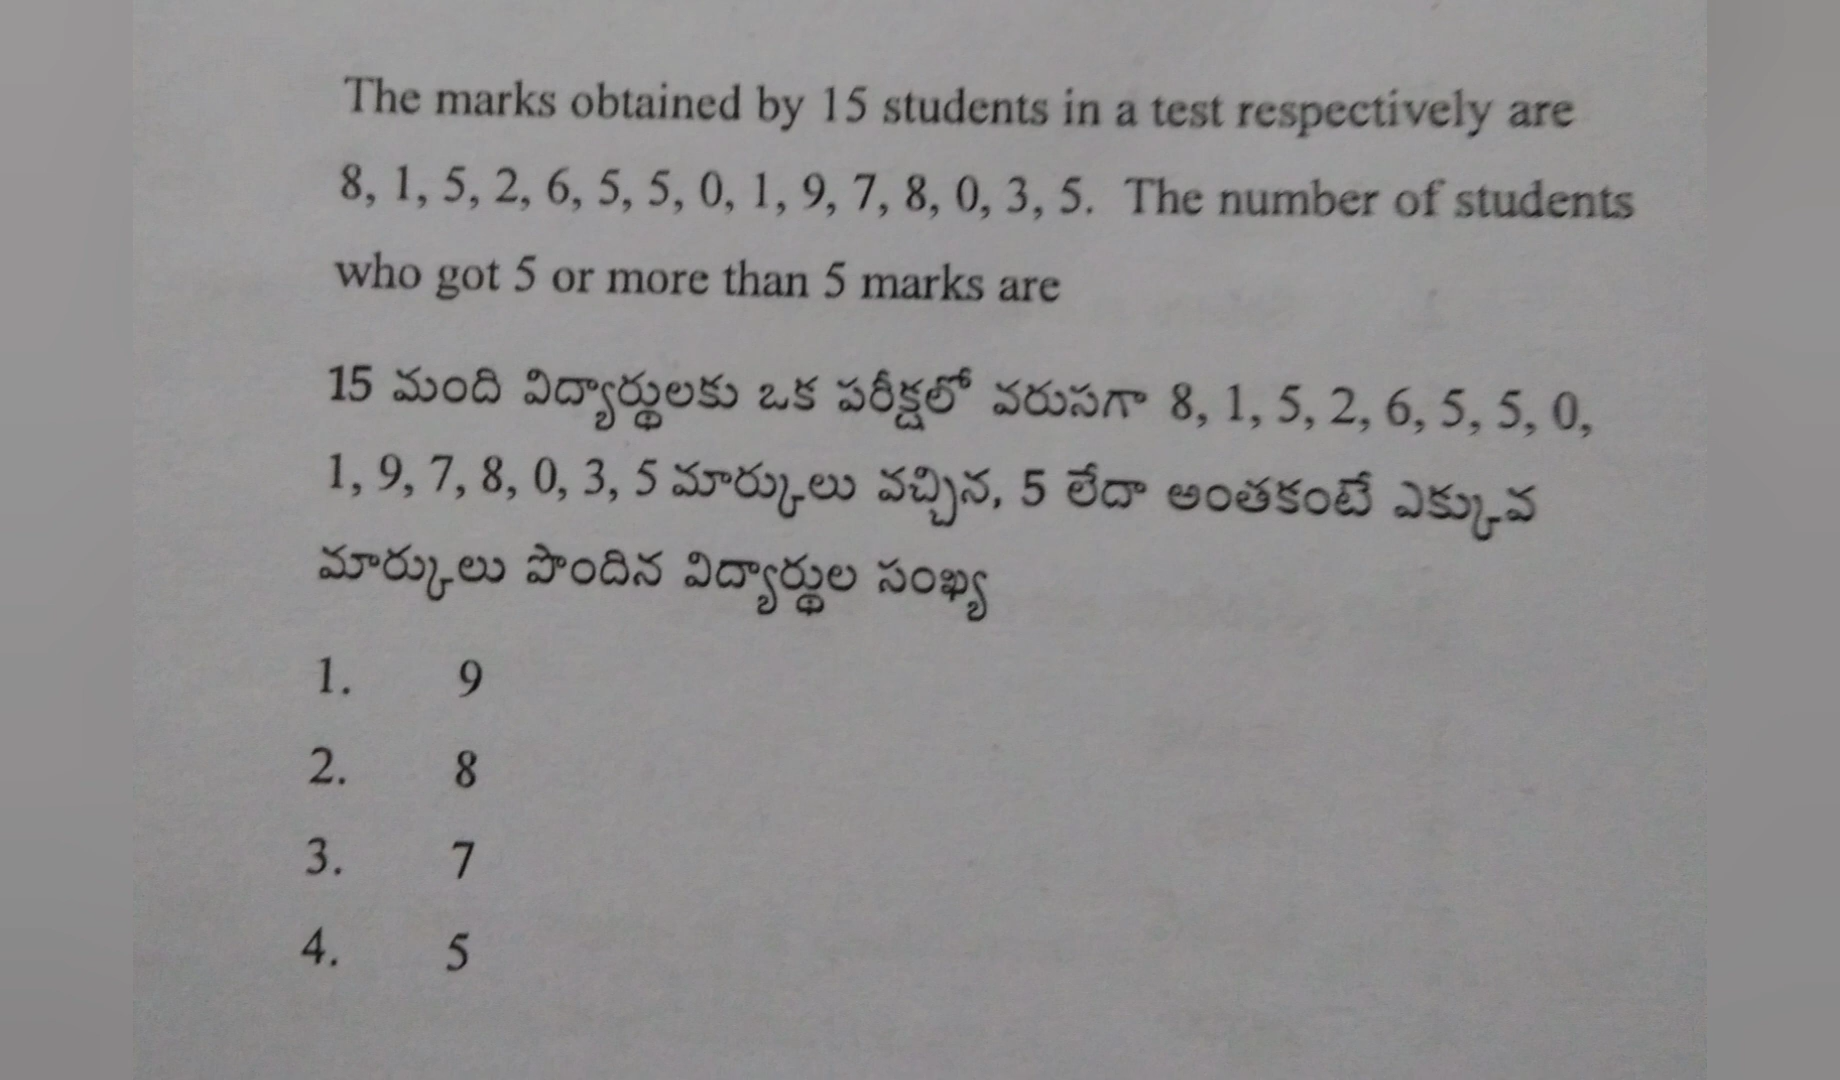 The marks obtained by 15 students in a test respectively are
8, 1, 5, 2, 6, 5, 5, 0, 1, 9, 7, 8, 0, 3, 5. The number of students
who got 5 or more than 5 marks are
15 మంది విద్యార్థులకు ఒక పరీక్షలో వరుసగా 8, 1, 5, 2, 6, 5, 5, 0,
1, 9, 7, 8, 0, 3, 5 మార్కులు వచ్చిన, 5 లేదా అంతకంటే ఎక్కువ
మార్కులు పొందిన విద్యార్థుల సంఖ్య
1. 9
2. 8
3. 7
4. 5